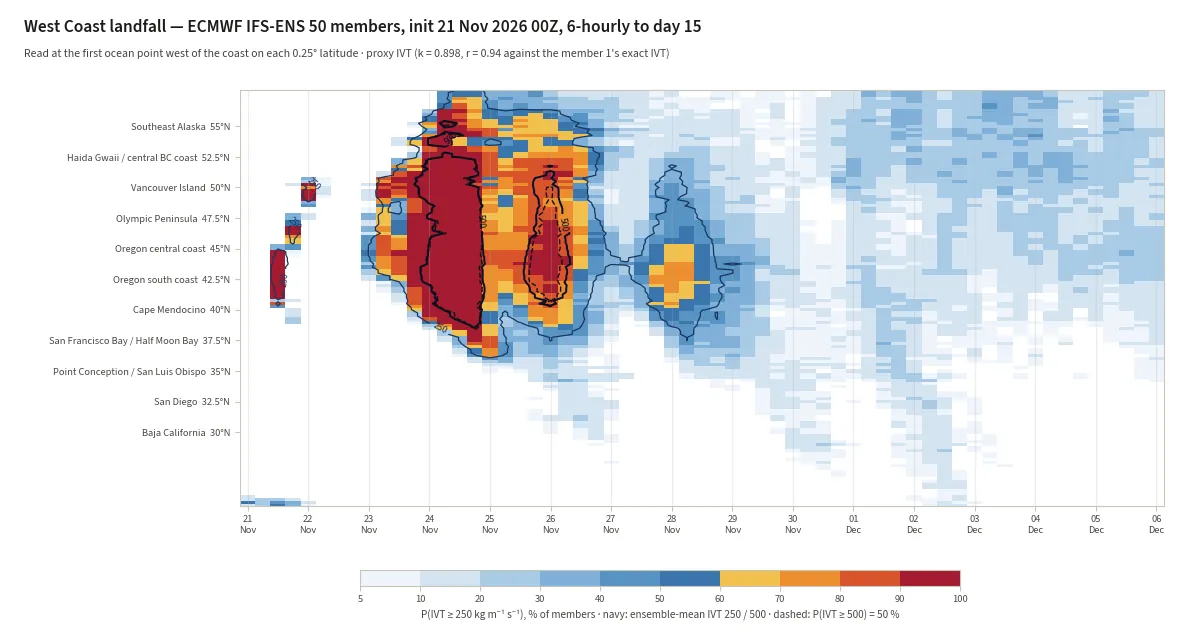 West Coast landfall — ECMWF IFS-ENS 50 members, init 21 Nov 2026 00Z, 6-hourly to day 15
Read at the first ocean point west of the coast on each 0.25° latitude · proxy IVT (k = 0.898, r = 0.94 against the member 1's exact IVT)
Southeast Alaska 55°N
Haida Gwaii / central BC coast 52.5°N
Vancouver Island 50°N
Olympic Peninsula 47.5°N
Oregon central coast 45°N
Oregon south coast 42.5°N
Cape Mendocino 40°N
San Francisco Bay / Half Moon Bay 37.5°N
Point Conception / San Luis Obispo 35°N
San Diego 32.5°N
Baja California 30°N
500
500
250
21 22 23 24 25 26 27 28 29 30 01 02 03 04 05 06
Nov Nov Nov Nov Nov Nov Nov Nov Nov Nov Dec Dec Dec Dec Dec Dec
5 10 20 30 40 50 60 70 80 90 100
P(IVT ≥ 250 kg m⁻¹ s⁻¹), % of members · navy: ensemble-mean IVT 250 / 500 · dashed: P(IVT ≥ 500) = 50 %